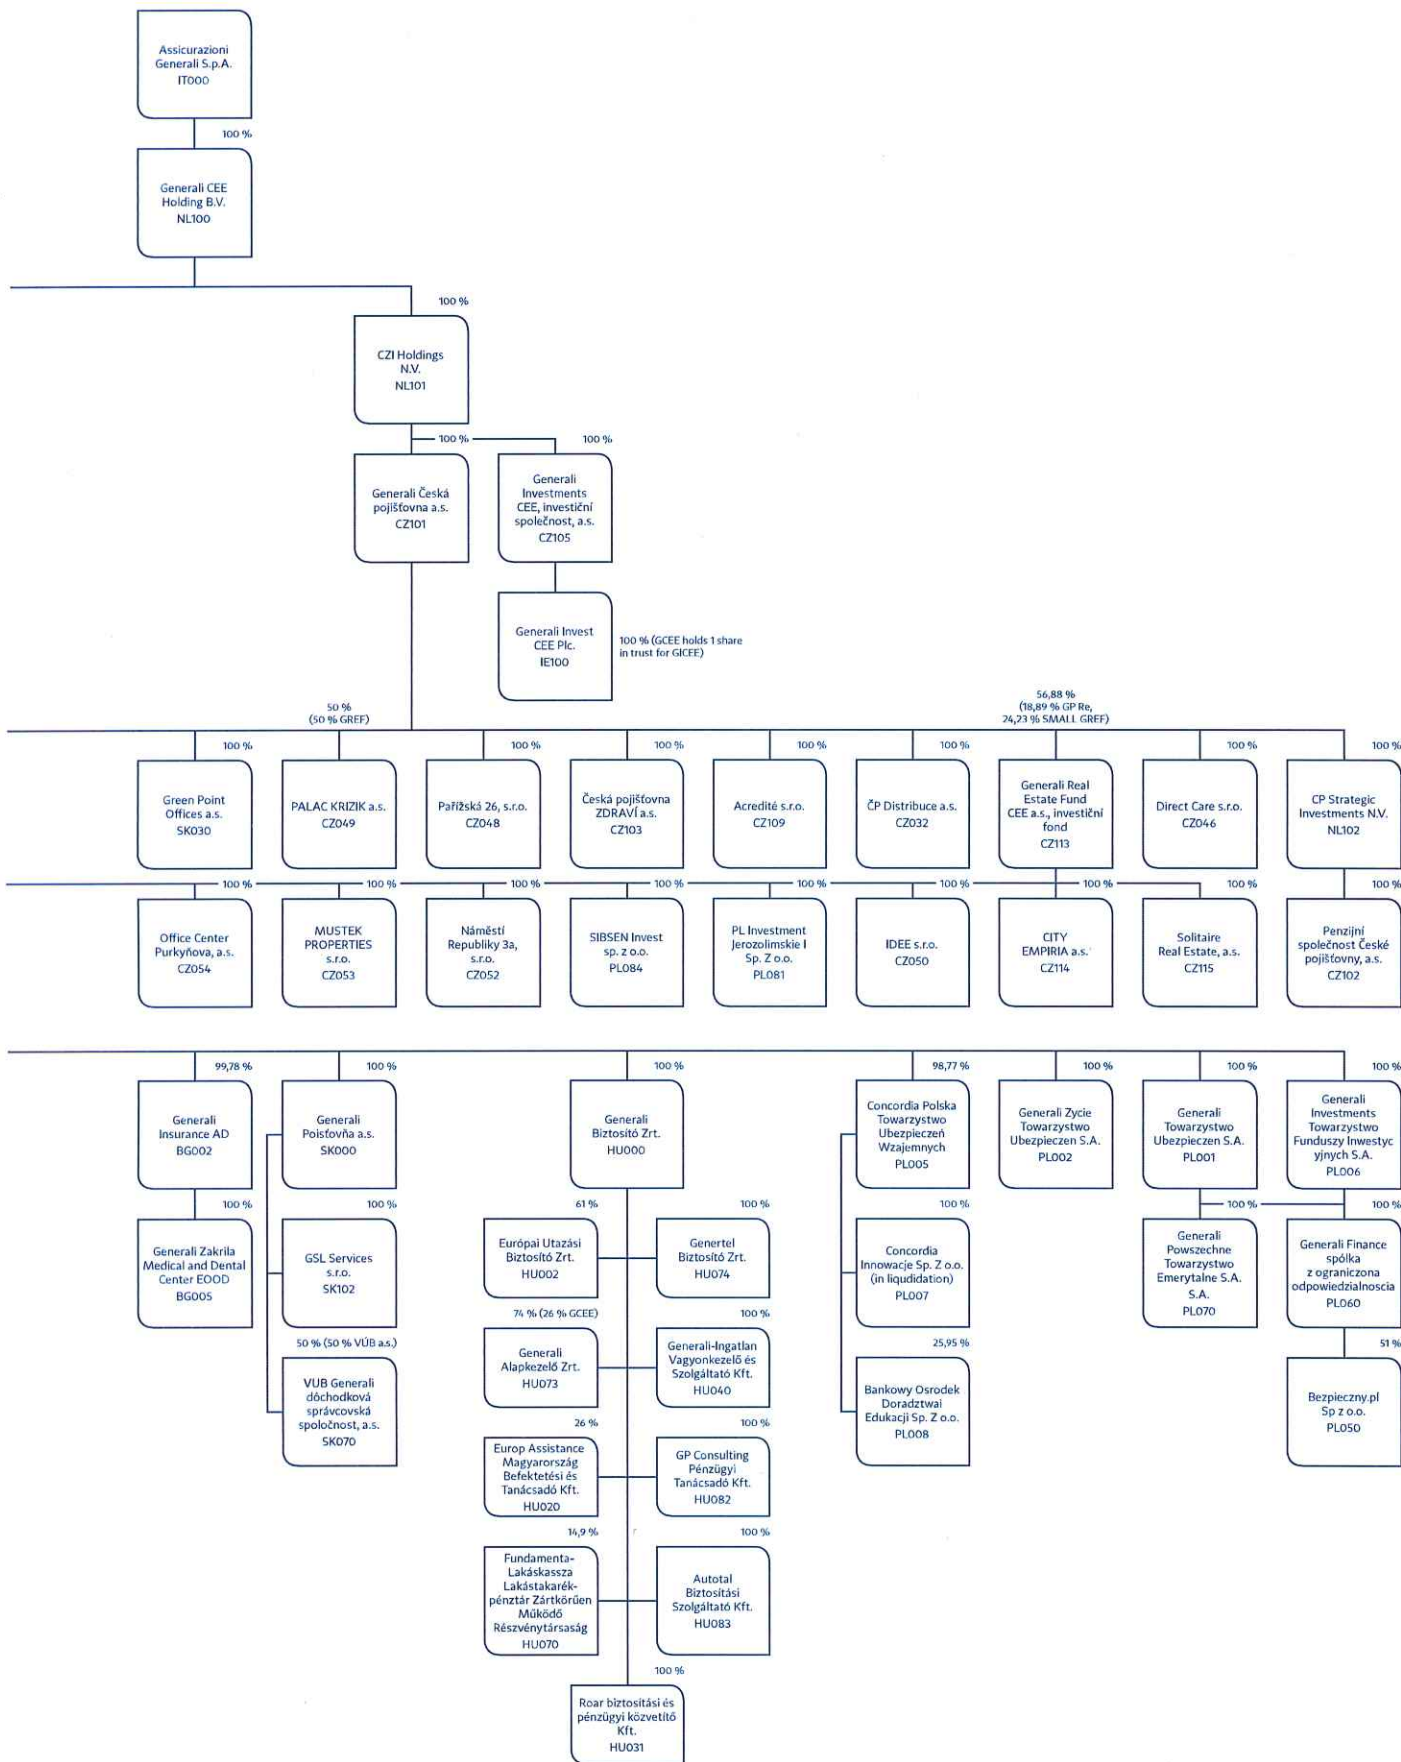 Assicurazioni
Generali S.p.A.
IT000
100 %
Generali CEE
Holding B.V.
NL100
100 %
CZI Holdings
N.V.
NL101
100 %
100 %
Generali Česká
pojišťovna a.s.
CZ101
Generali
Investments
CEE, investiční
společnost, a.s.
CZ105
Generali Invest
CEE Plc.
IE100
100 % (GCEE holds 1 share
in trust for GICEE)
50 %
(50 % GREF)
56,88 %
(18,89 % GP Re,
24,23 % SMALL GREF)
100 %
100 %
100 %
100 %
100 %
100 %
100 %
Green Point
Offices a.s.
SK030
PALAC KRIZIK a.s.
CZ049
Pařížská 26, s.r.o.
CZ048
Česká pojišťovna
ZDRAVÍ a.s.
CZ103
Acredité s.r.o.
CZ109
ČP Distribuce a.s.
CZ032
Generali Real
Estate Fund
CEE a.s., investiční
fond
CZ113
Direct Care s.r.o.
CZ046
CP Strategic
Investments N.V.
NL102
100 %
100 %
100 %
100 %
100 %
100 %
100 %
100 %
100 %
Office Center
Purkyňova, a.s.
CZ054
MUSTEK
PROPERTIES
s.r.o.
CZ053
Náměstí
Republiky 3a,
s.r.o.
CZ052
SIBSEN Invest
sp. z o.o.
PL084
PL Investment
Jerozolimskie I
Sp. Z o.o.
PL081
IDEE s.r.o.
CZ050
CITY
EMPIRIA a.s.
CZ114
Solitaire
Real Estate, a.s.
CZ115
Penzijní
společnost České
pojišťovny, a.s.
CZ102
99,78 %
100 %
100 %
98,77 %
100 %
100 %
100 %
Generali
Insurance AD
BG002
Generali
Poisťovňa a.s.
SK000
Generali
Biztosító Zrt.
HU000
Concordia Polska
Towarzystwo
Ubezpieczeń
Wzajemnych
PL005
Generali Zycie
Towarzystwo
Ubezpieczen S.A.
PL002
Generali
Towarzystwo
Ubezpieczen S.A.
PL001
Generali
Investments
Towarzystwo
Funduszy Inwestyc
yjnych S.A.
PL006
100 %
100 %
61 %
100 %
100 %
100 %
100 %
Generali Zakrila
Medical and Dental
Center EOOD
BG005
GSL Services
s.r.o.
SK102
Európai Utazási
Biztosító Zrt.
HU002
Genertel
Biztosító Zrt.
HU074
Concordia
Innowacje Sp. Z o.o.
(in liqudidation)
PL007
Generali
Powszechne
Towarzystwo
Emerytalne S.A.
S.A.
PL070
Generali Finance
spólka
z ograniczona
odpowiedzialnoscia
PL060
50 % (50 % VÚB a.s.)
74 % (26 % GCEE)
100 %
25,95 %
51 %
VUB Generali
dôchodková
správcovská
spoločnost, a.s.
SK070
Generali
Alapkezelő Zrt.
HU073
Generali-Ingatlan
Vagyonkezelő és
Szolgáltató Kft.
HU040
Bankowy Osrodek
Doradztwai
Edukacji Sp. Z o.o.
PL008
Bezpieczny.pl
Sp z o.o.
PL050
26 %
100 %
Europ Assistance
Magyarország
Befektetési és
Tanácsadó Kft.
HU020
GP Consulting
Pénzügyi
Tanácsadó Kft.
HU082
14,9 %
100 %
Fundamenta-
Lakáskassza
Lakástakarék-
pénztár Zártkörűen
Működő
Részvénytársaság
HU070
Autotal
Biztosítási
Szolgáltató Kft.
HU083
100 %
Roar biztosítási és
pénzügyi közvetítő
Kft.
HU031